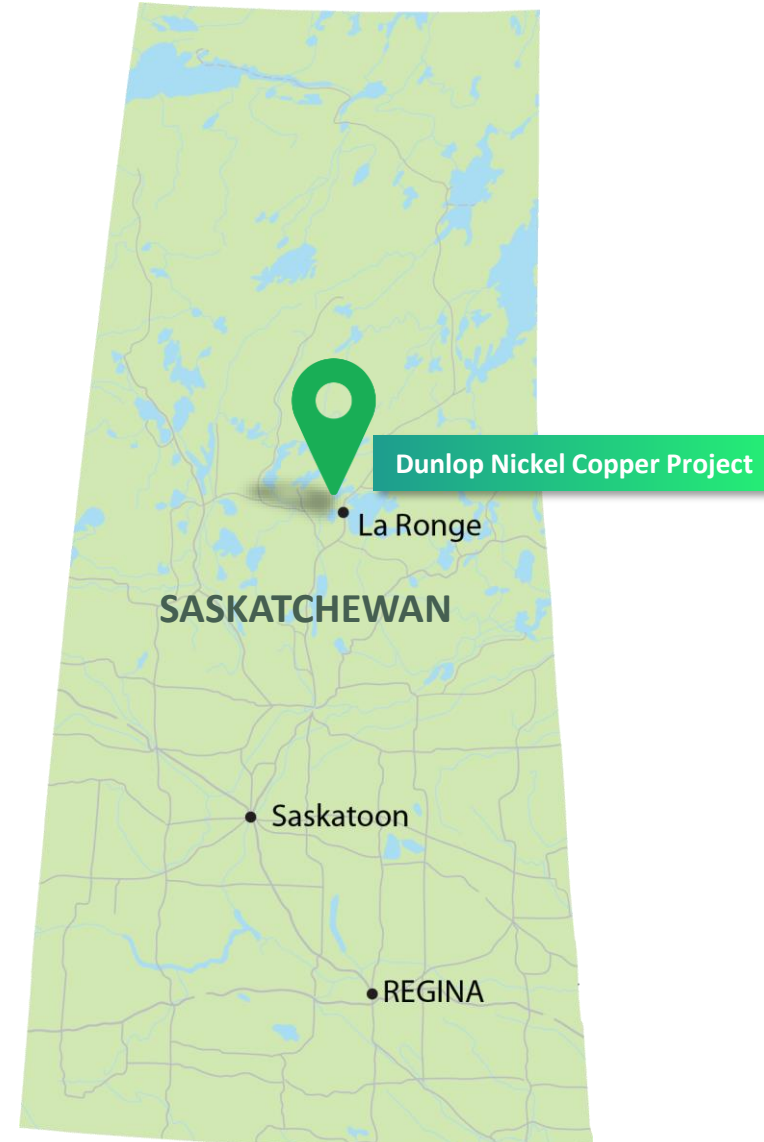 Dunlop Nickel Copper Project
La Ronge
SASKATCHEWAN
Saskatoon
REGINA